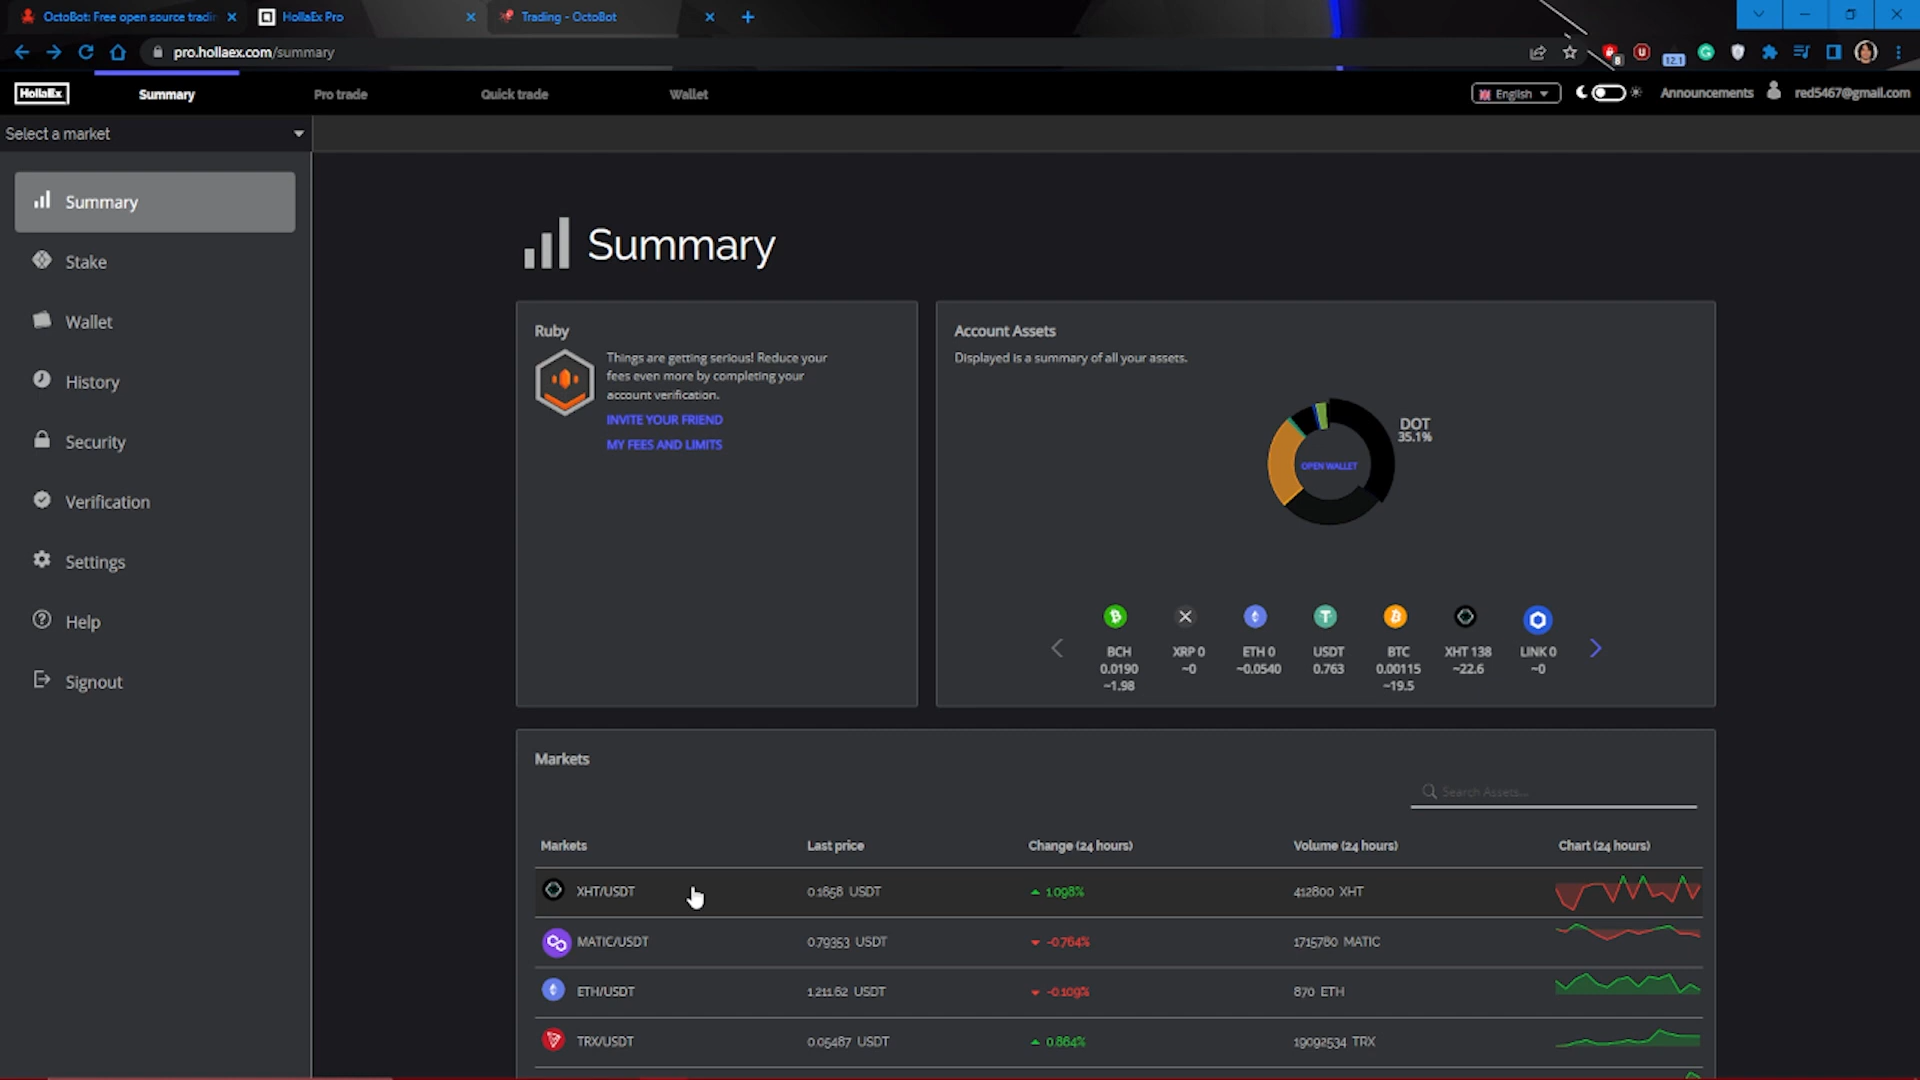 OctoBot: Free open source tradin
HollaEx Pro
Trading - OctoBot
pro.hollaex.com/summary
8
12.1
HollaEx
Summary
Pro trade
Quick trade
Wallet
English
Announcements
red5467@gmail.com
Select a market
Summary
Stake
Wallet
History
Security
Verification
Settings
Help
Signout
Summary
Ruby
Things are getting serious! Reduce your
fees even more by completing your
account verification.
INVITE YOUR FRIEND
MY FEES AND LIMITS
Account Assets
Displayed is a summary of all your assets.
DOT
35.1%
OPEN WALLET
BCH
0.0190
~1.98
XRP 0
~0
ETH 0
~0.0540
USDT
0.763
BTC
0.00115
~19.5
XHT 138
~22.6
LINK 0
~0
Markets
Search Assets...
Markets Last price Change (24 hours) Volume (24 hours) Chart (24 hours)
XHT/USDT 0.1658 USDT 1.098% 412800 XHT
MATIC/USDT 0.79353 USDT -0.764% 1715780 MATIC
ETH/USDT 1,211.62 USDT -0.109% 870 ETH
TRX/USDT 0.05487 USDT 0.864% 19092534 TRX